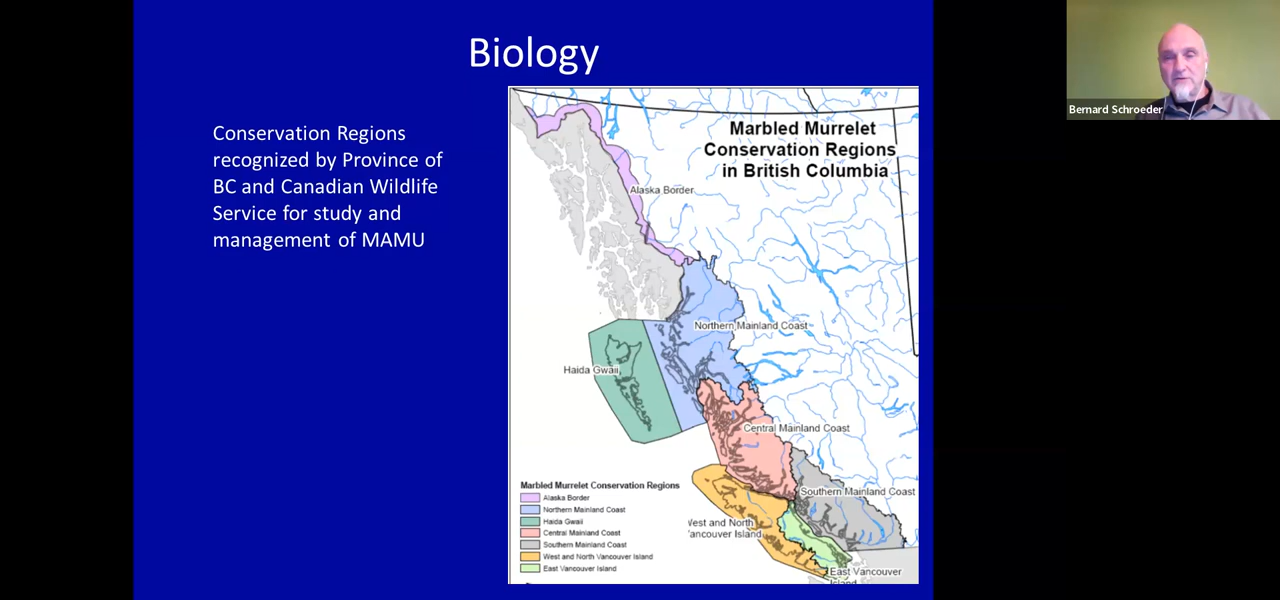 Biology
Bernard Schroeder
Conservation Regions
recognized by Province of
BC and Canadian Wildlife
Service for study and
management of MAMU
Marbled Murrelet
Conservation Regions
in British Columbia
Alaska Border
Northern Mainland Coast
Haida Gwaii
Central Mainland Coast
Southern Mainland Coast
West and North
Vancouver Island
East Vancouver
Island
Marbled Murrelet Conservation Regions
Alaska Border
Northern Mainland Coast
Haida Gwaii
Central Mainland Coast
Southern Mainland Coast
West and North Vancouver Island
East Vancouver Island